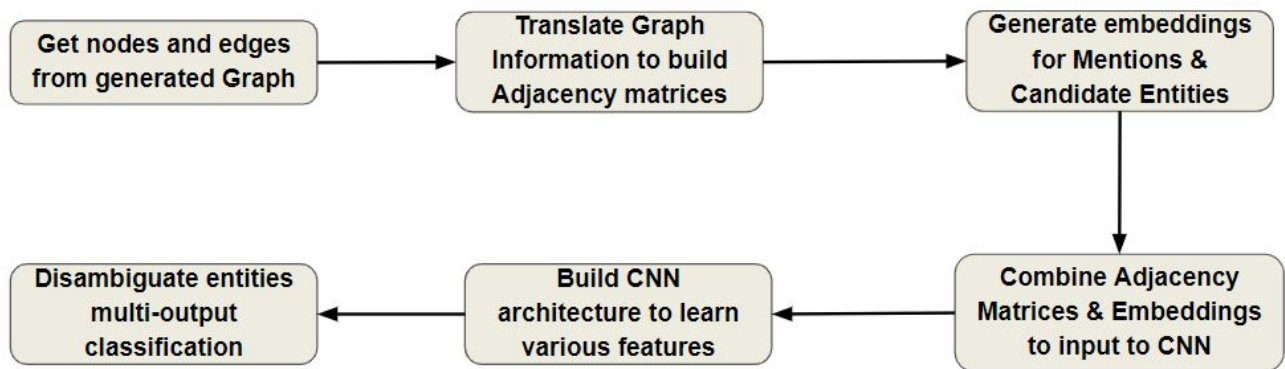 Get nodes and edges
from generated Graph
Translate Graph
Information to build
Adjacency matrices
Generate embeddings
for Mentions &
Candidate Entities
Combine Adjacency
Matrices & Embeddings
to input to CNN
Build CNN
architecture to learn
various features
Disambiguate entities
multi-output
classification